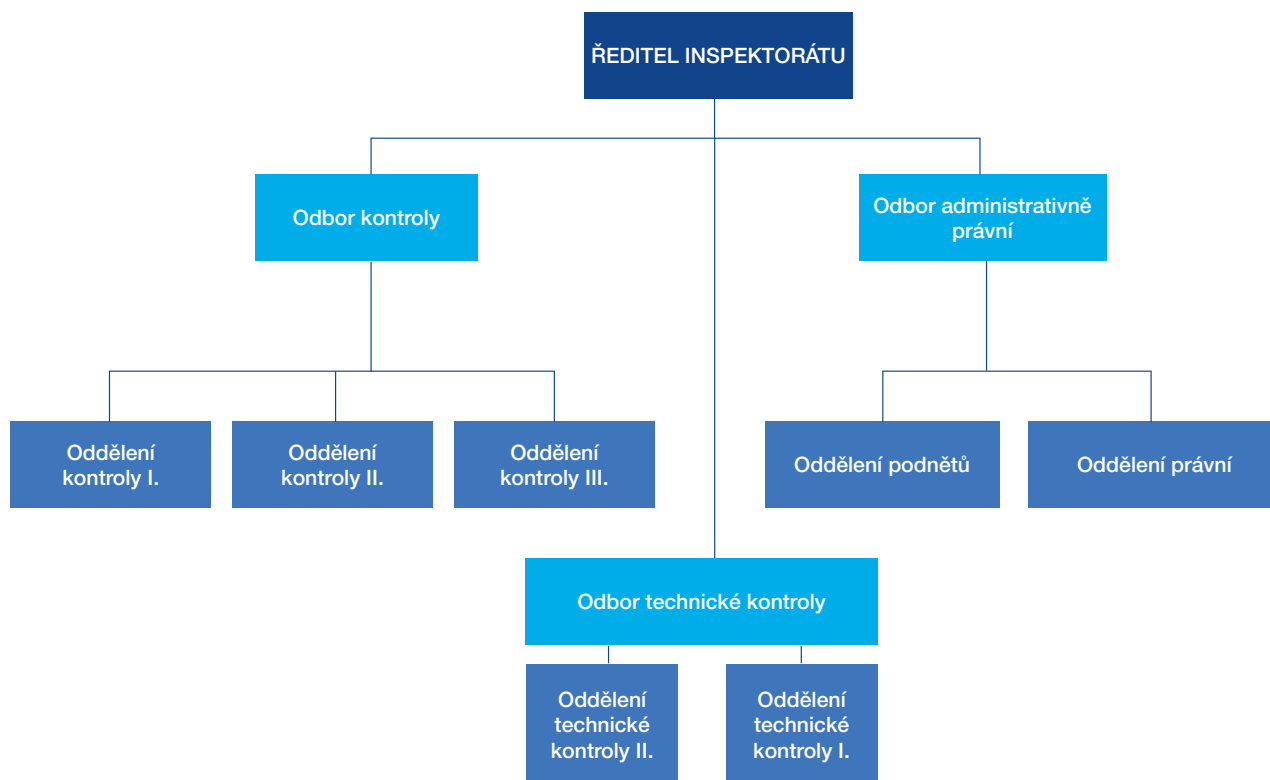 ŘEDITEL INSPEKTORÁTU
Odbor kontroly
Odbor administrativně
právní
Oddělení
kontroly I.
Oddělení
kontroly II.
Oddělení
kontroly III.
Oddělení podnětů
Oddělení právní
Odbor technické kontroly
Oddělení
technické
kontroly II.
Oddělení
technické
kontroly I.